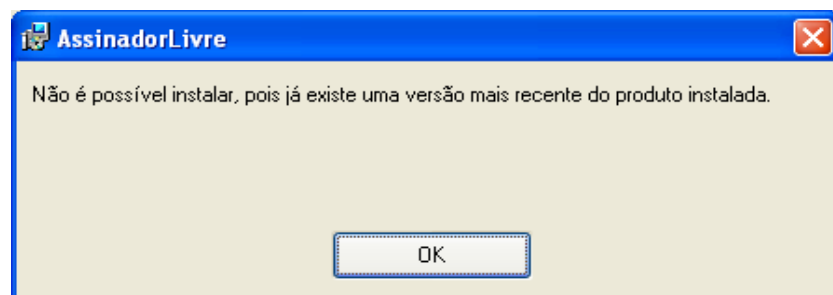 AssinadorLivre
Não é possível instalar, pois já existe uma versão mais recente do produto instalada.
OK